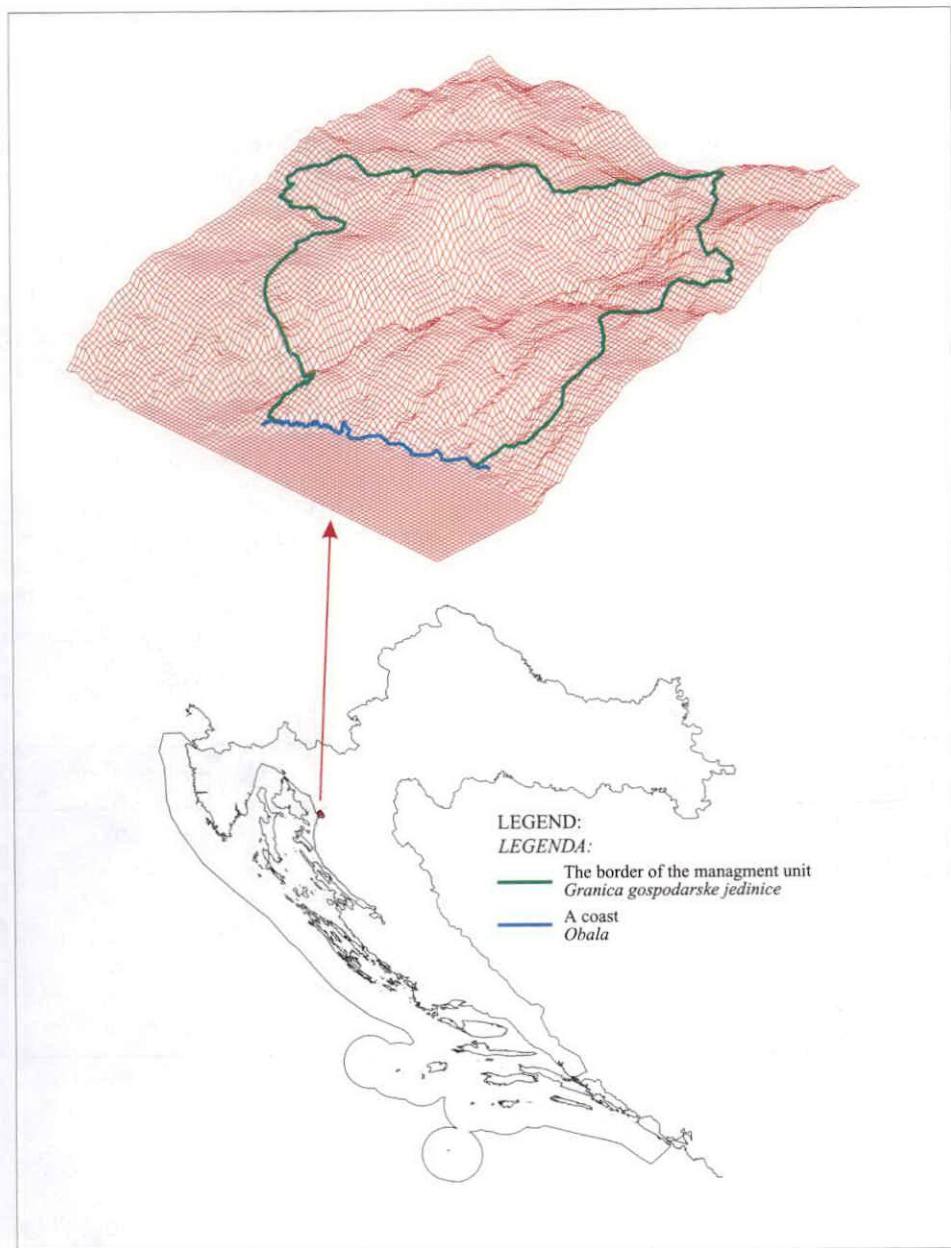 LEGEND:
LEGENDA:
The border of the managment unit
Granica gospodarske jedinice
A coast
Obala